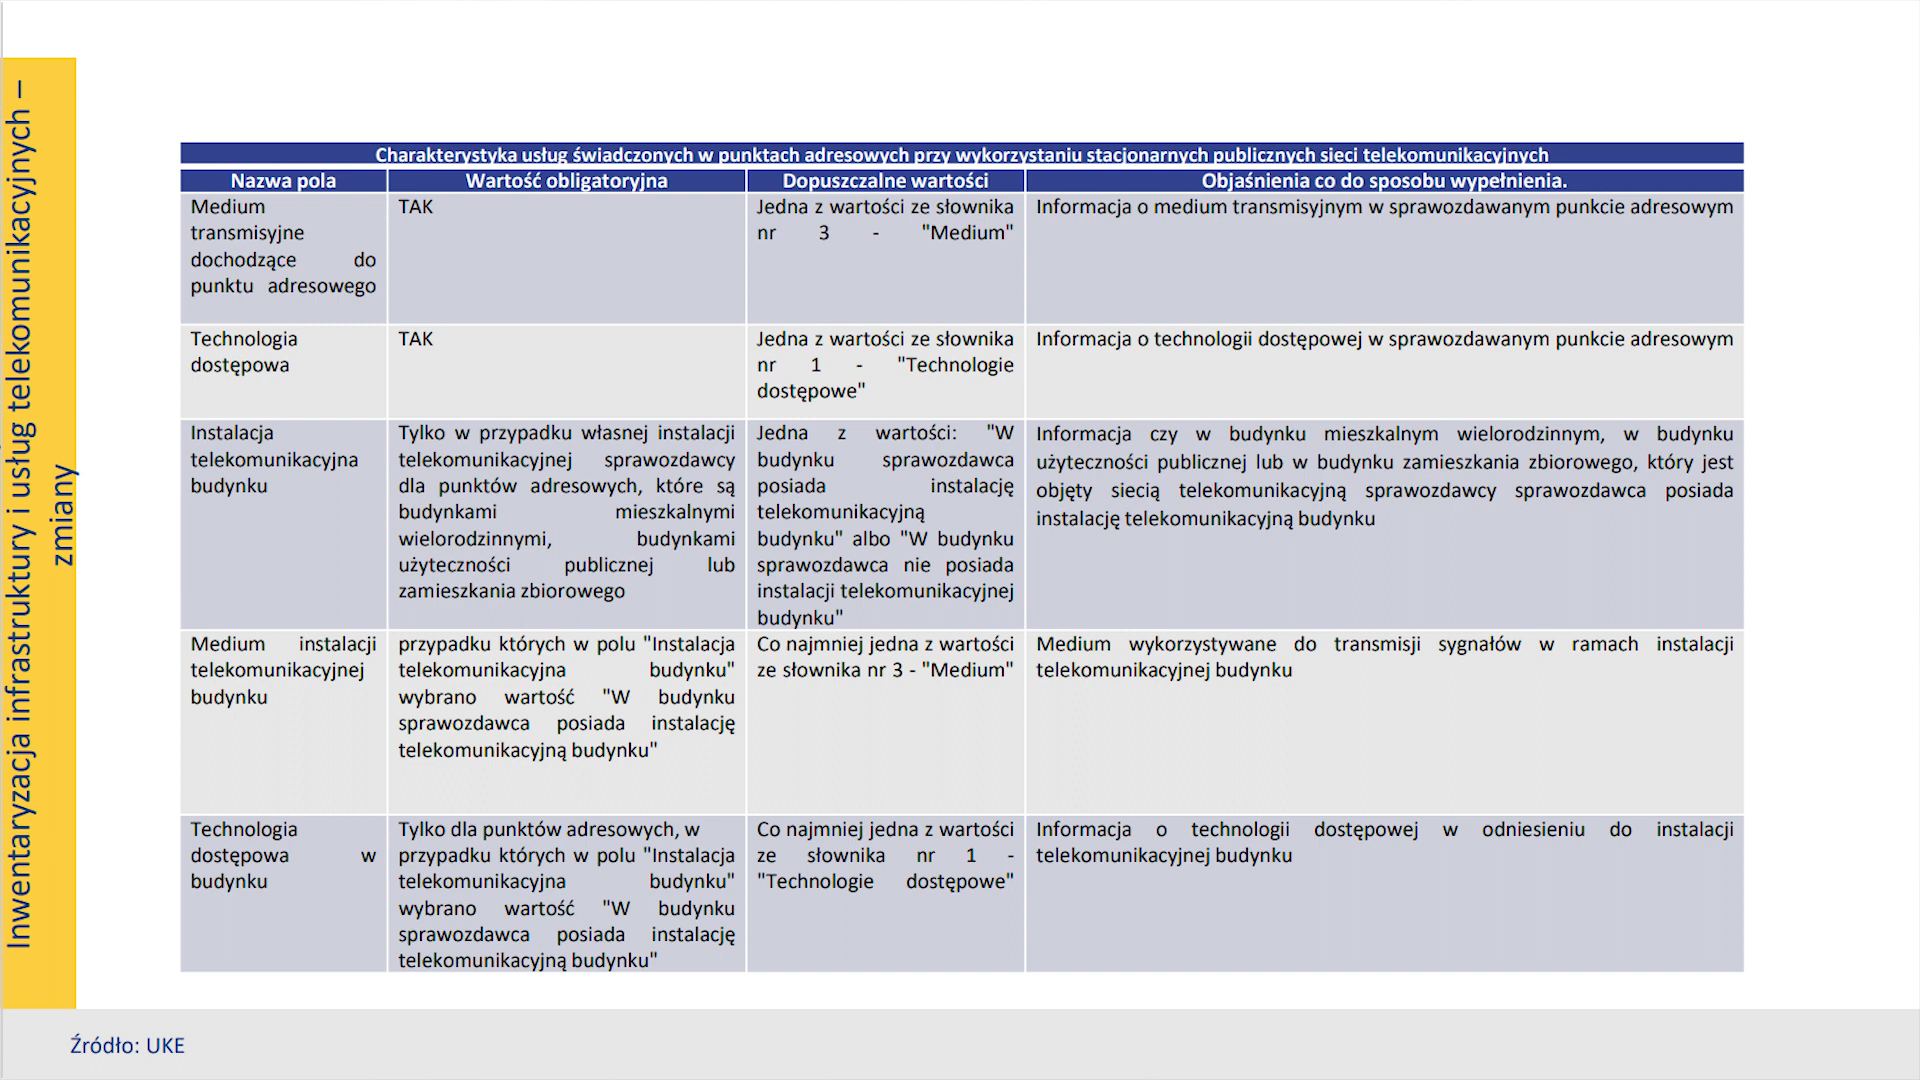 Inwentaryzacja infrastruktury i usług telekomunikacyjnych –
zmiany
Charakterystyka usług świadczonych w punktach adresowych przy wykorzystaniu stacjonarnych publicznych sieci telekomunikacyjnych
Nazwa pola
Wartość obligatoryjna
Dopuszczalne wartości
Objaśnienia co do sposobu wypełnienia.
Medium
transmisyjne
dochodzące do
punktu adresowego
TAK
Jedna z wartości ze słownika
nr 3 - "Medium"
Informacja o medium transmisyjnym w sprawozdawanym punkcie adresowym
Technologia
dostępowa
TAK
Jedna z wartości ze słownika
nr 1 - "Technologie
dostępowe"
Informacja o technologii dostępowej w sprawozdawanym punkcie adresowym
Instalacja
telekomunikacyjna
budynku
Tylko w przypadku własnej instalacji
telekomunikacyjnej sprawozdawcy
dla punktów adresowych, które są
budynkami mieszkalnymi
wielorodzinnymi, budynkami
użyteczności publicznej lub
zamieszkania zbiorowego
Jedna z wartości: "W
budynku sprawozdawca
posiada instalację
telekomunikacyjną
budynku" albo "W budynku
sprawozdawca nie posiada
instalacji telekomunikacyjnej
budynku"
Informacja czy w budynku mieszkalnym wielorodzinnym, w budynku
użyteczności publicznej lub w budynku zamieszkania zbiorowego, który jest
objęty siecią telekomunikacyjną sprawozdawcy sprawozdawca posiada
instalację telekomunikacyjną budynku
Medium instalacji
telekomunikacyjnej
budynku
przypadku których w polu "Instalacja
telekomunikacyjna budynku"
wybrano wartość "W budynku
sprawozdawca posiada instalację
telekomunikacyjną budynku"
Co najmniej jedna z wartości
ze słownika nr 3 - "Medium"
Medium wykorzystywane do transmisji sygnałów w ramach instalacji
telekomunikacyjnej budynku
Technologia
dostępowa w
budynku
Tylko dla punktów adresowych, w
przypadku których w polu "Instalacja
telekomunikacyjna budynku"
wybrano wartość "W budynku
sprawozdawca posiada instalację
telekomunikacyjną budynku"
Co najmniej jedna z wartości
ze słownika nr 1 -
"Technologie dostępowe"
Informacja o technologii dostępowej w odniesieniu do instalacji
telekomunikacyjnej budynku
Źródło: UKE